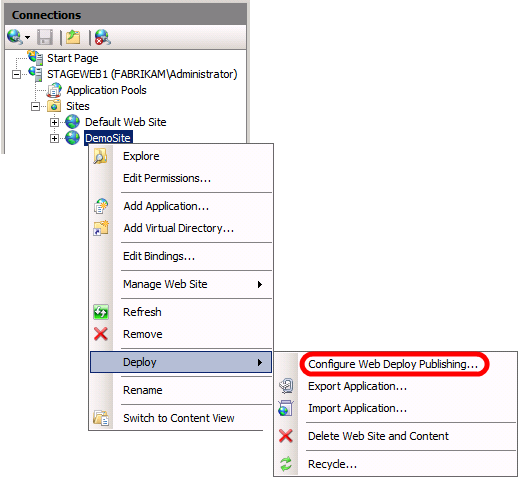 Connections
Start Page
STAGEWEB1 (FABRIKAM\Administrator)
Application Pools
Sites
Default Web Site
DemoSite
Explore
Edit Permissions...
Add Application...
Add Virtual Directory...
Edit Bindings...
Manage Web Site
Refresh
Remove
Deploy
Rename
Switch to Content View
Configure Web Deploy Publishing...
Export Application...
Import Application...
Delete Web Site and Content
Recycle...